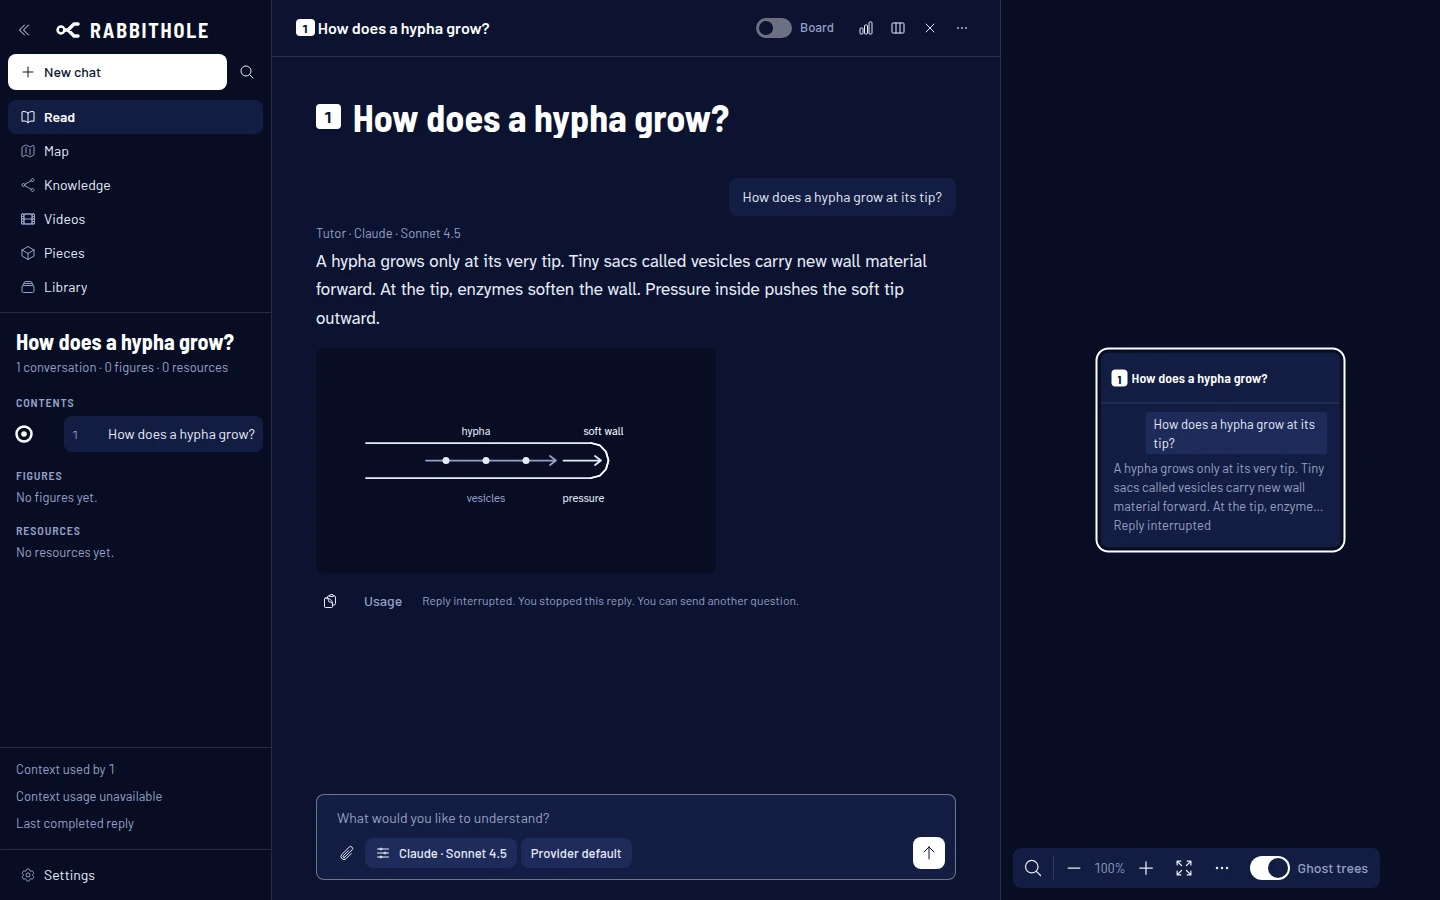 RABBITHOLE
New chat
Read
Map
Knowledge
Videos
Pieces
Library
How does a hypha grow?
1 conversation · 0 figures · 0 resources
CONTENTS
1 How does a hypha grow?
FIGURES
No figures yet.
RESOURCES
No resources yet.
Context used by 1
Context usage unavailable
Last completed reply
Settings
1 How does a hypha grow?
Board
1 How does a hypha grow?
How does a hypha grow at its tip?
Tutor · Claude · Sonnet 4.5
A hypha grows only at its very tip. Tiny sacs called vesicles carry new wall material
forward. At the tip, enzymes soften the wall. Pressure inside pushes the soft tip
outward.
hypha
soft wall
vesicles
pressure
Usage
Reply interrupted. You stopped this reply. You can send another question.
What would you like to understand?
Claude · Sonnet 4.5
Provider default
1 How does a hypha grow?
How does a hypha grow at its
tip?
A hypha grows only at its very tip. Tiny
sacs called vesicles carry new wall
material forward. At the tip, enzyme...
Reply interrupted
100%
Ghost trees